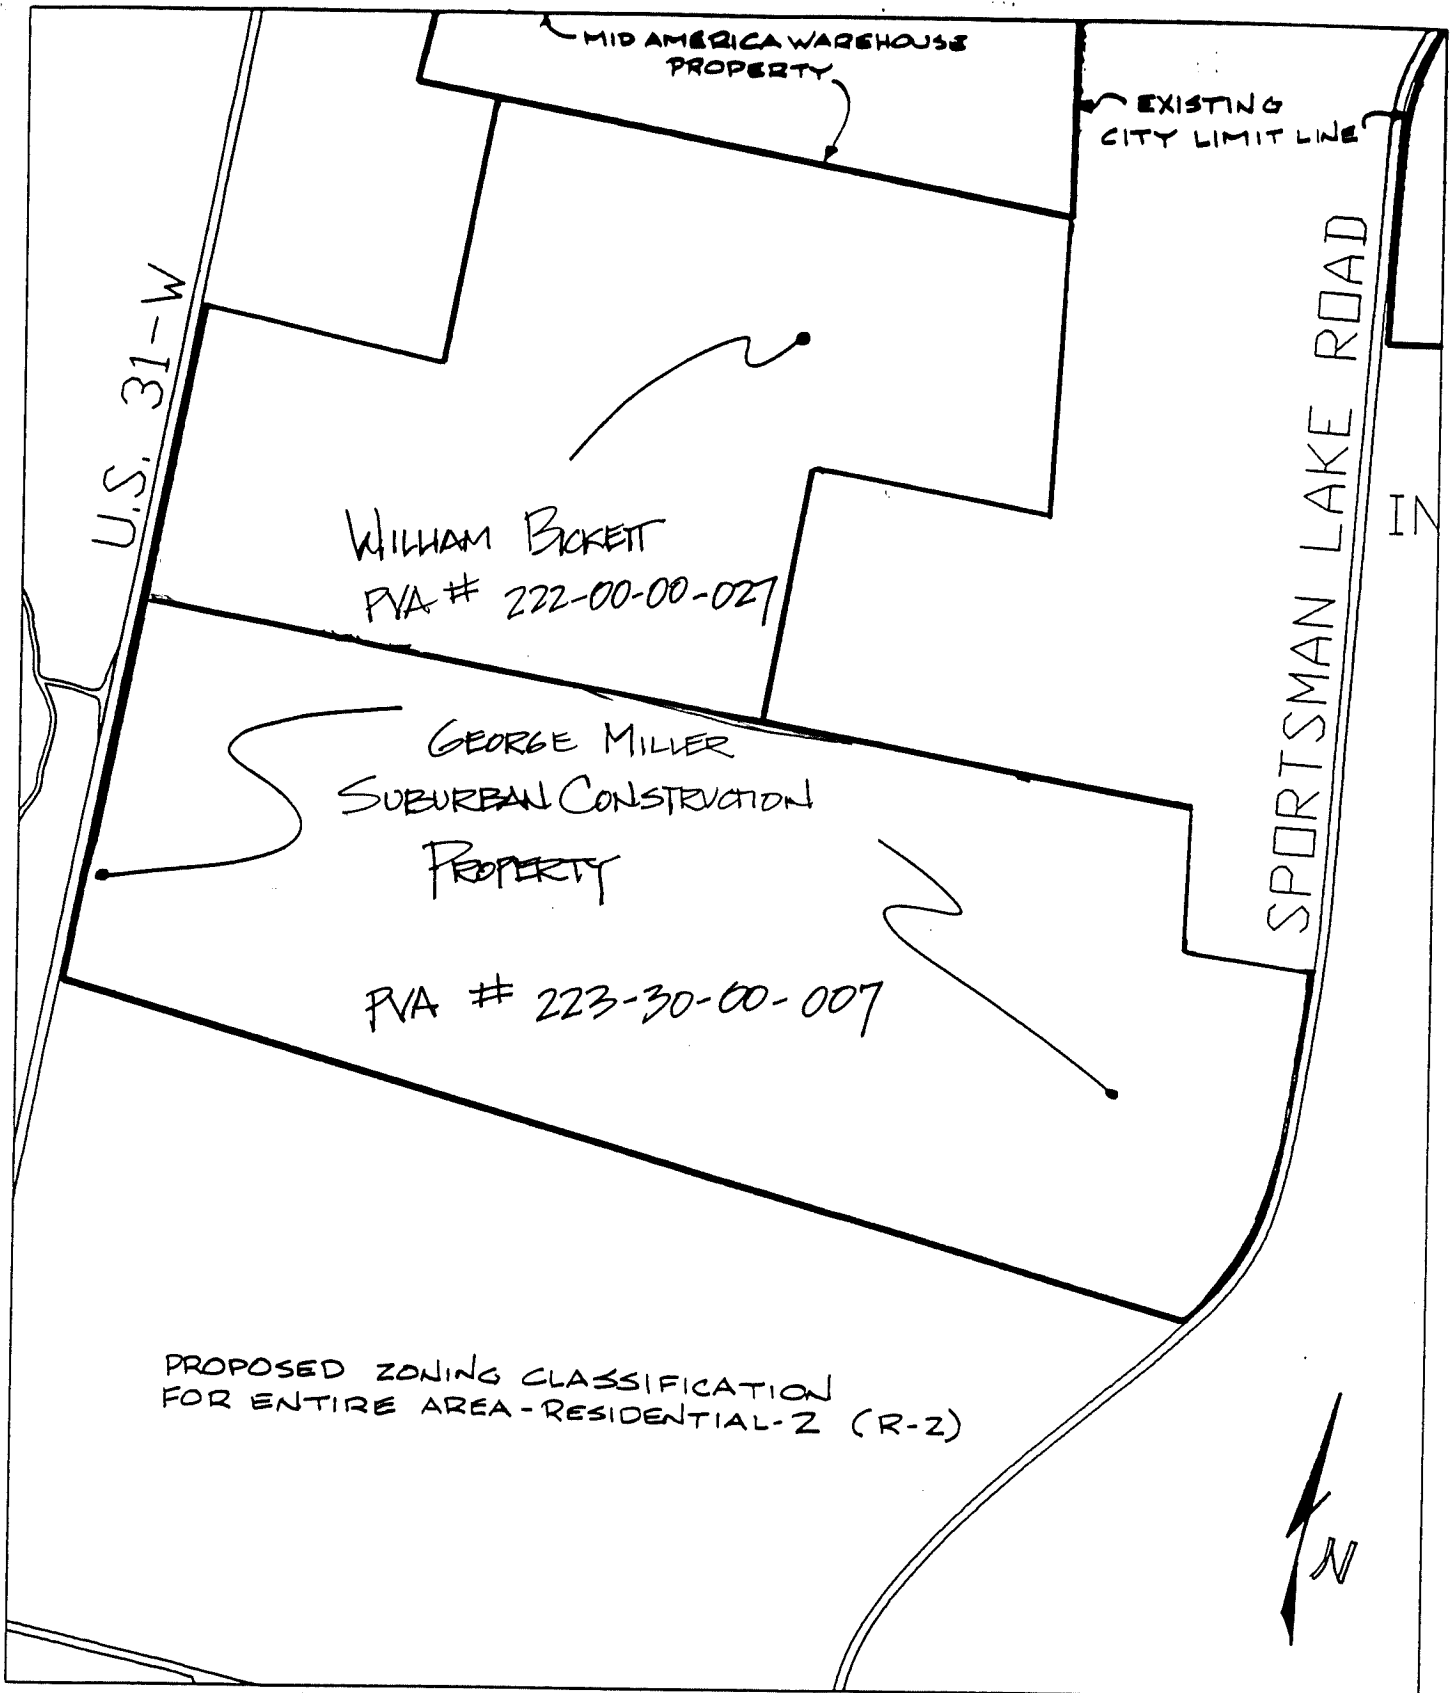 MID AMERICA WAREHOUSE
PROPERTY
EXISTING
CITY LIMIT LINE
U.S. 31-W
SPORTSMAN LAKE ROAD
IN
WILLIAM BICKETT
PVA # 222-00-00-027
GEORGE MILLER
SUBURBAN CONSTRUCTION
PROPERTY
PVA # 223-30-00-007
PROPOSED ZONING CLASSIFICATION
FOR ENTIRE AREA - RESIDENTIAL-2 (R-2)
N